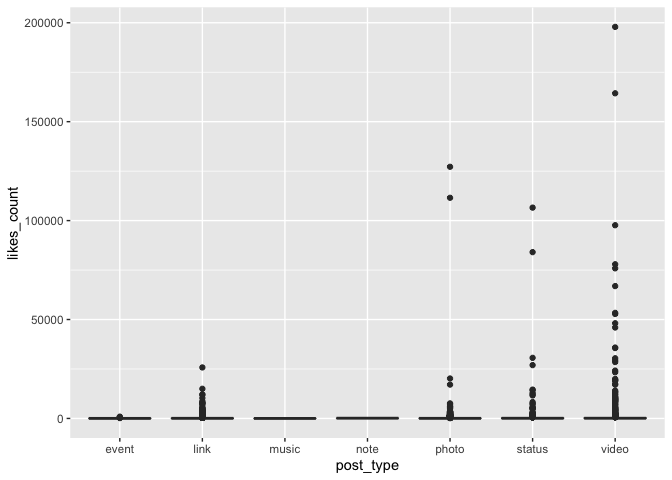 200000
150000
100000
50000
0
likes_count
event link music note photo status video
post_type